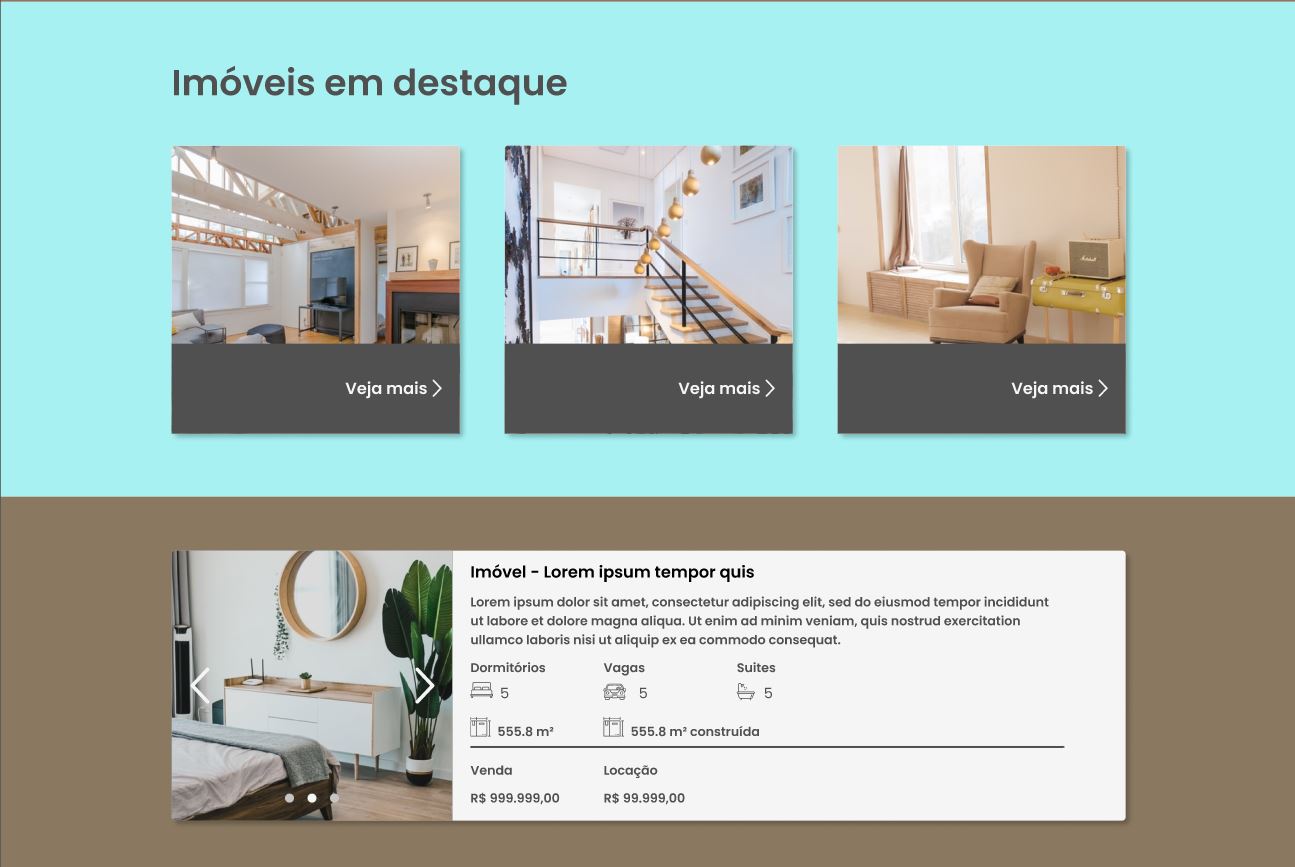 Imóveis em destaque
Veja mais
Veja mais
Marshall
Veja mais
Imóvel - Lorem ipsum tempor quis
Lorem ipsum dolor sit amet, consectetur adipiscing elit, sed do eiusmod tempor incididunt
ut labore et dolore magna aliqua. Ut enim ad minim veniam, quis nostrud exercitation
ullamco laboris nisi ut aliquip ex ea commodo consequat.
Dormitórios Vagas Suites
5 5 5
555.8 m² 555.8 m² construída
Venda Locação
R$ 999.999,00 R$ 99.999,00